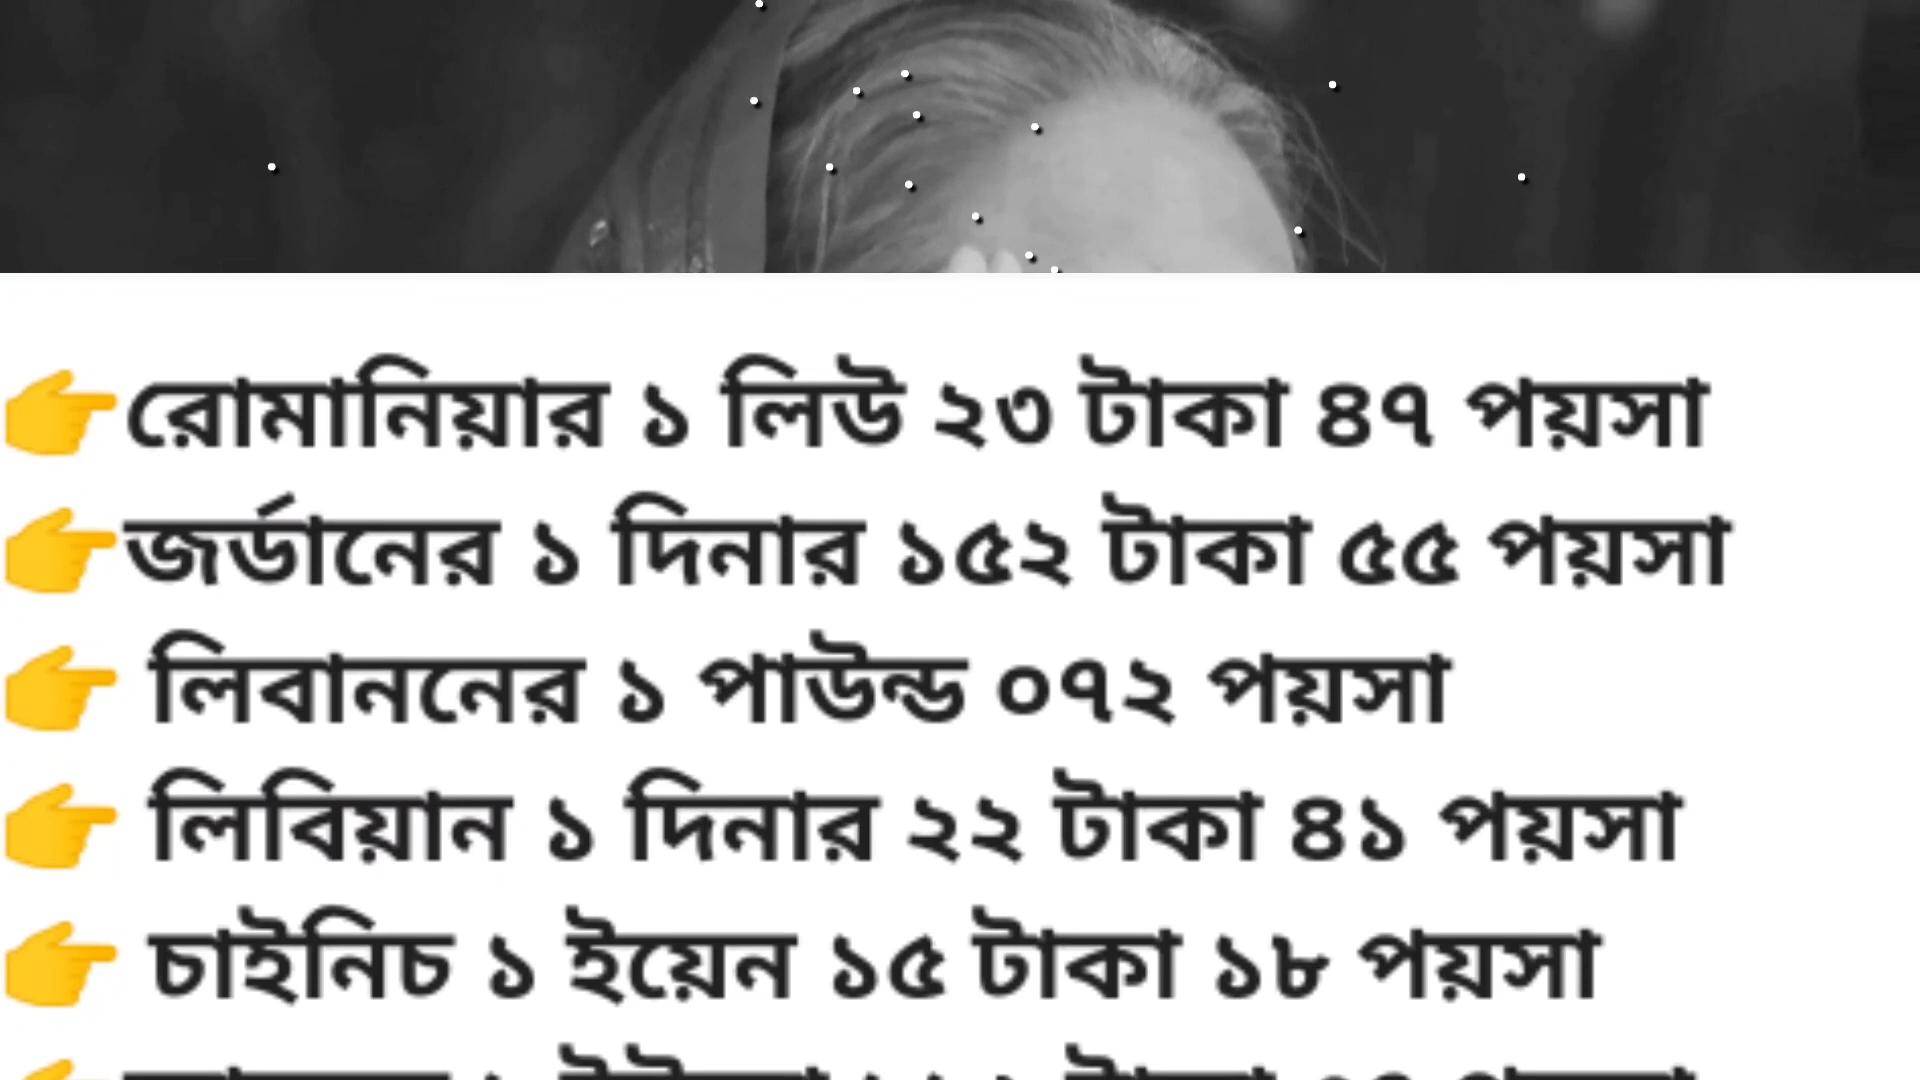 👉রোমানিয়ার ১ লিউ ২৩ টাকা ৪৭ পয়সা
👉জর্ডানের ১ দিনার ১৫২ টাকা ৫৫ পয়সা
👉 লিবাননের ১ পাউন্ড ০৭২ পয়সা
👉 লিবিয়ান ১ দিনার ২২ টাকা ৪১ পয়সা
👉 চাইনিচ ১ ইয়েন ১৫ টাকা ১৮ পয়সা